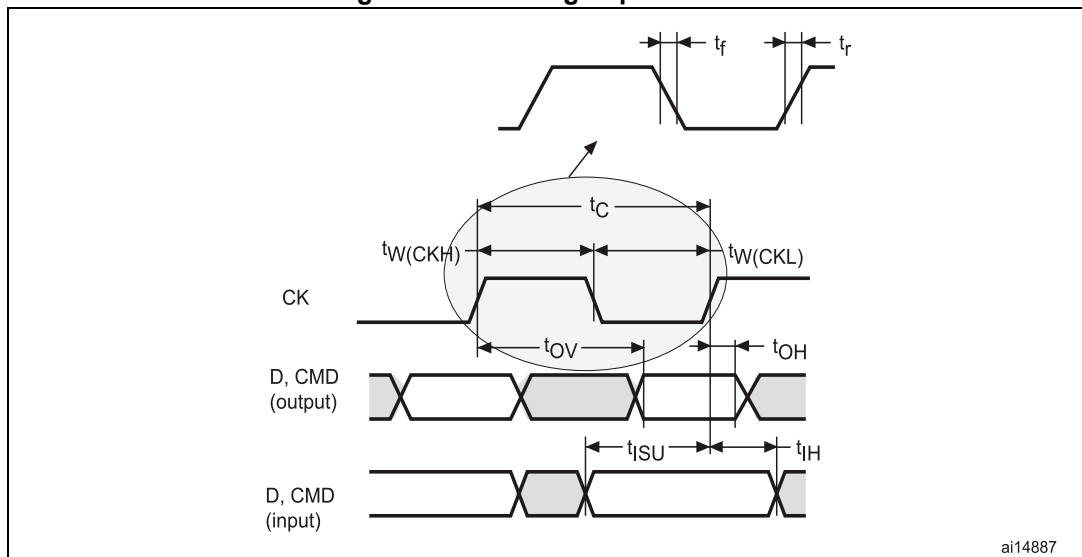 tf
tr
tC
tW(CKH)
tW(CKL)
CK
tOV
tOH
D, CMD
(output)
tISU
tIH
D, CMD
(input)
ai14887